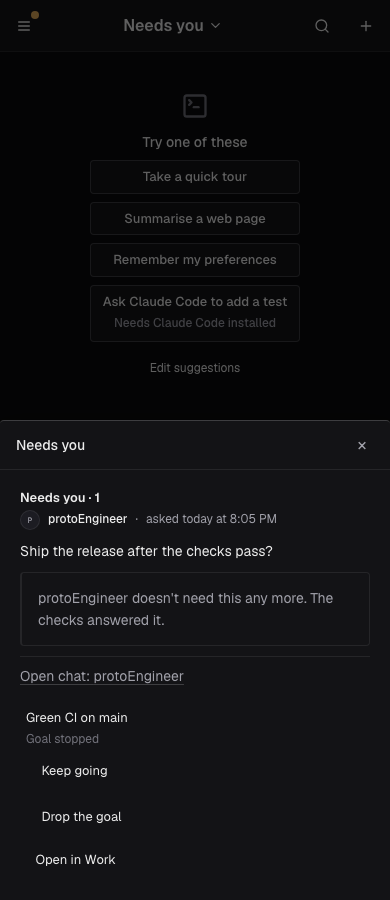 Needs you
Try one of these
Take a quick tour
Summarise a web page
Remember my preferences
Ask Claude Code to add a test
Needs Claude Code installed
Edit suggestions
Needs you
Needs you · 1
P protoEngineer · asked today at 8:05 PM
Ship the release after the checks pass?
protoEngineer doesn't need this any more. The
checks answered it.
Open chat: protoEngineer
Green CI on main
Goal stopped
Keep going
Drop the goal
Open in Work